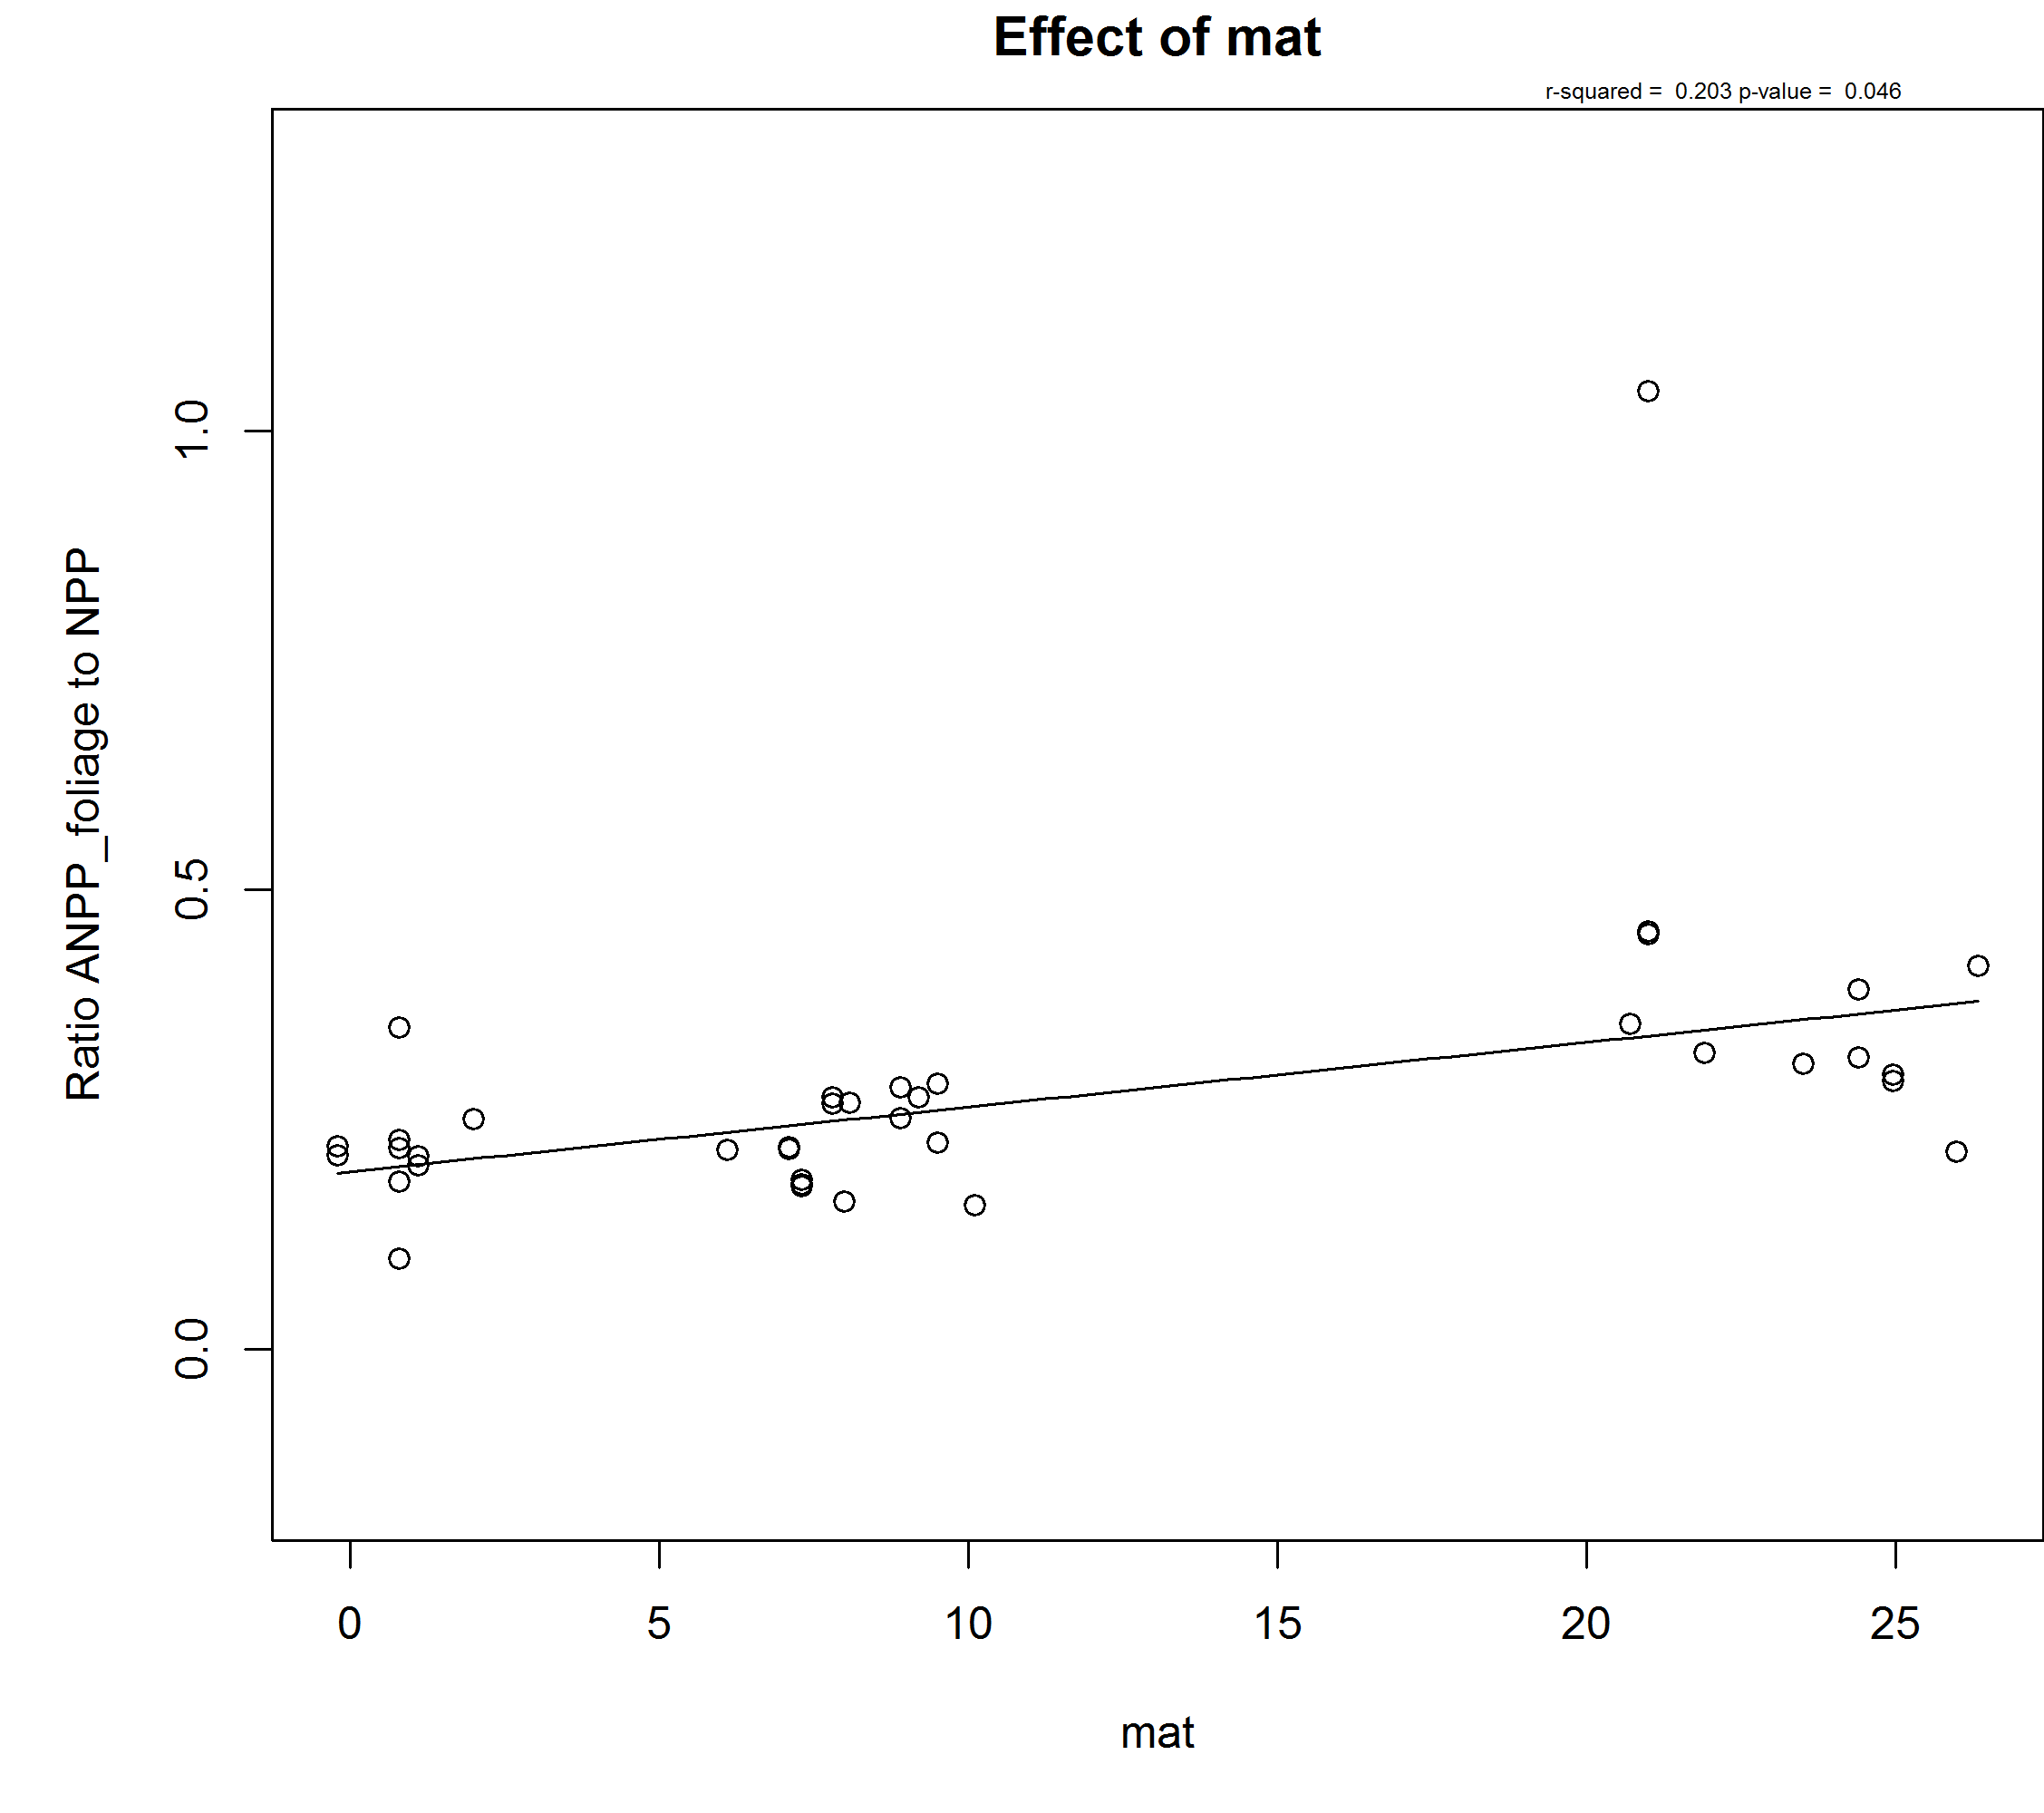 Effect of mat
r-squared =  0.203 p-value =  0.046
Ratio ANPP_foliage to NPP
1.0
0.5
0.0
0 5 10 15 20 25
mat